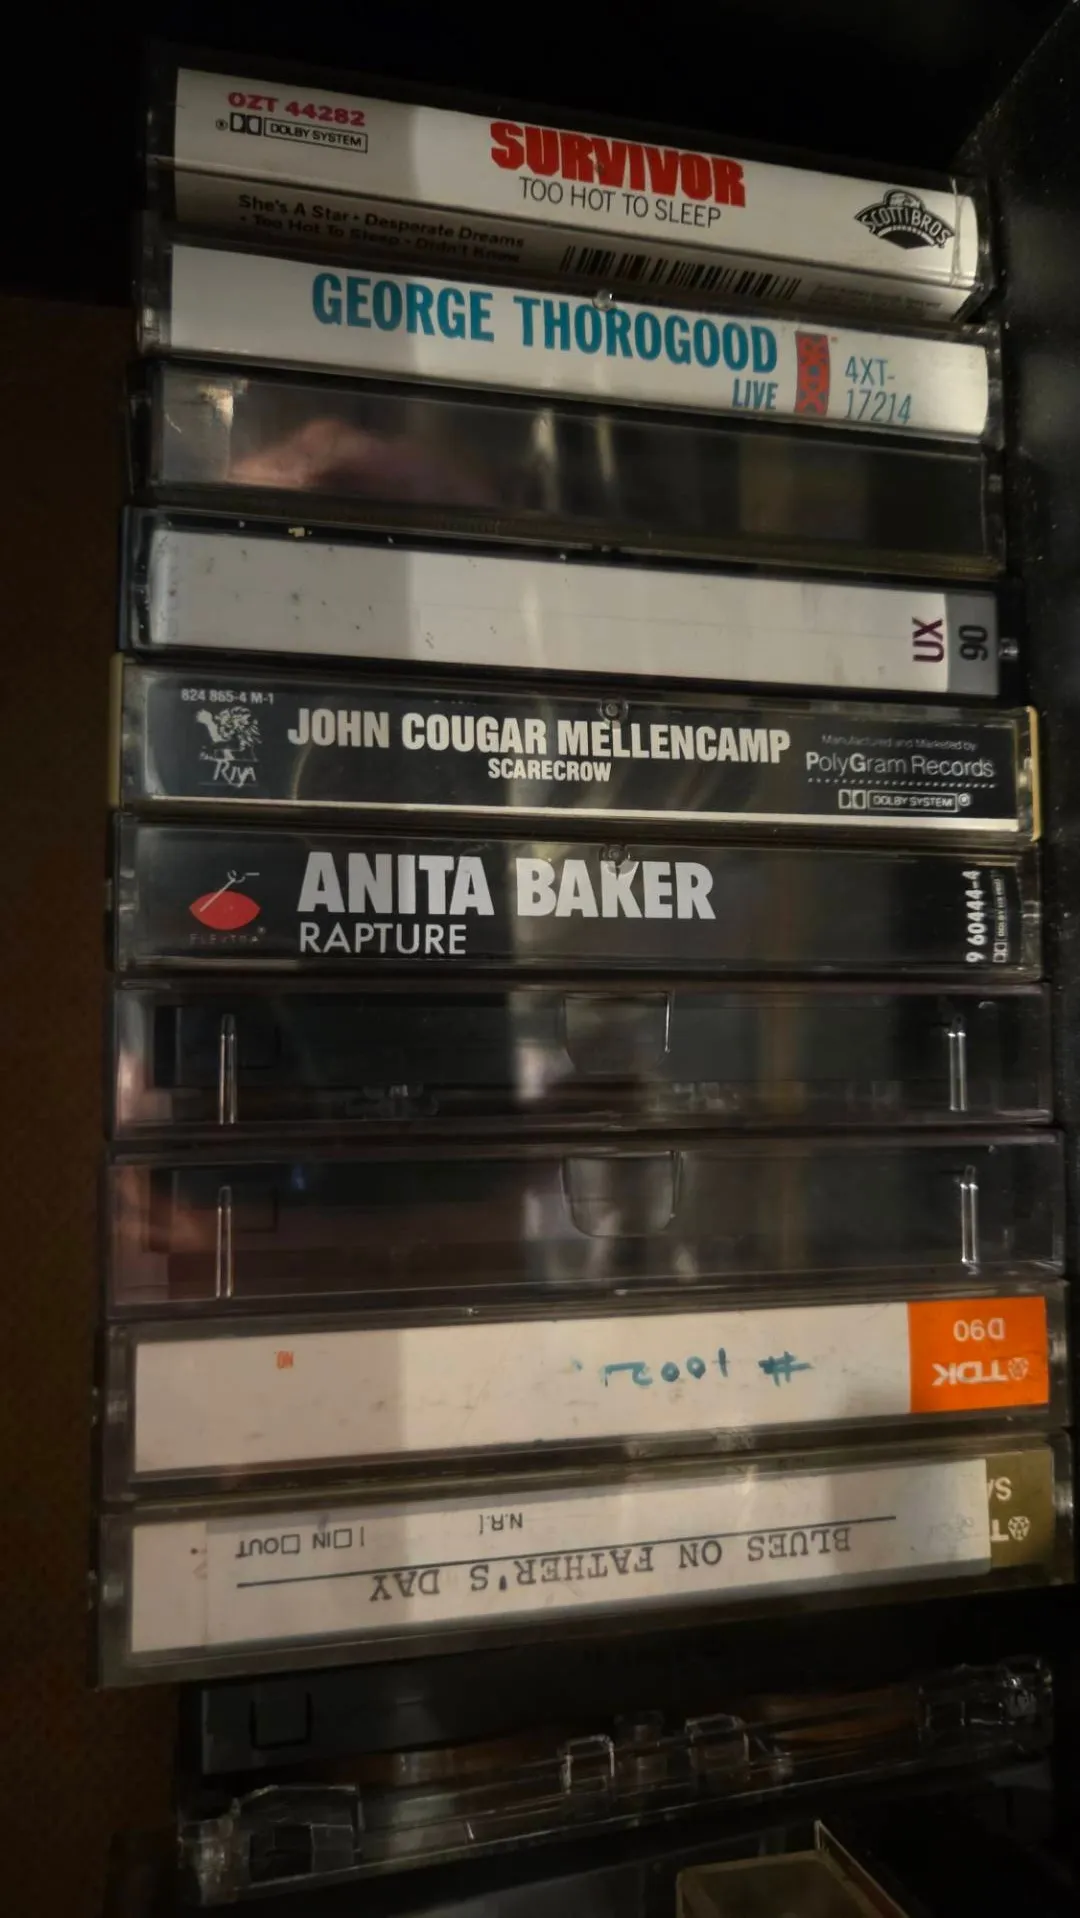 OZT 44282
DOLBY SYSTEM
SURVIVOR
TOO HOT TO SLEEP
SCOTTI BROS
She's A Star • Desperate Dreams
• Too Hot To Sleep • Didn't Know
GEORGE THOROGOOD
LIVE
4XT-
17214
UX
90
824 865-4 M-1
RIVA
JOHN COUGAR MELLENCAMP
SCARECROW
Manufactured and Marketed by
PolyGram Records
DOLBY SYSTEM
ANITA BAKER
RAPTURE
ELEKTRA
9 60444-4
TDK
D90
NO.
BLUES ON FATHER'S DAY
N.R.[
]□IN □OUT
SA